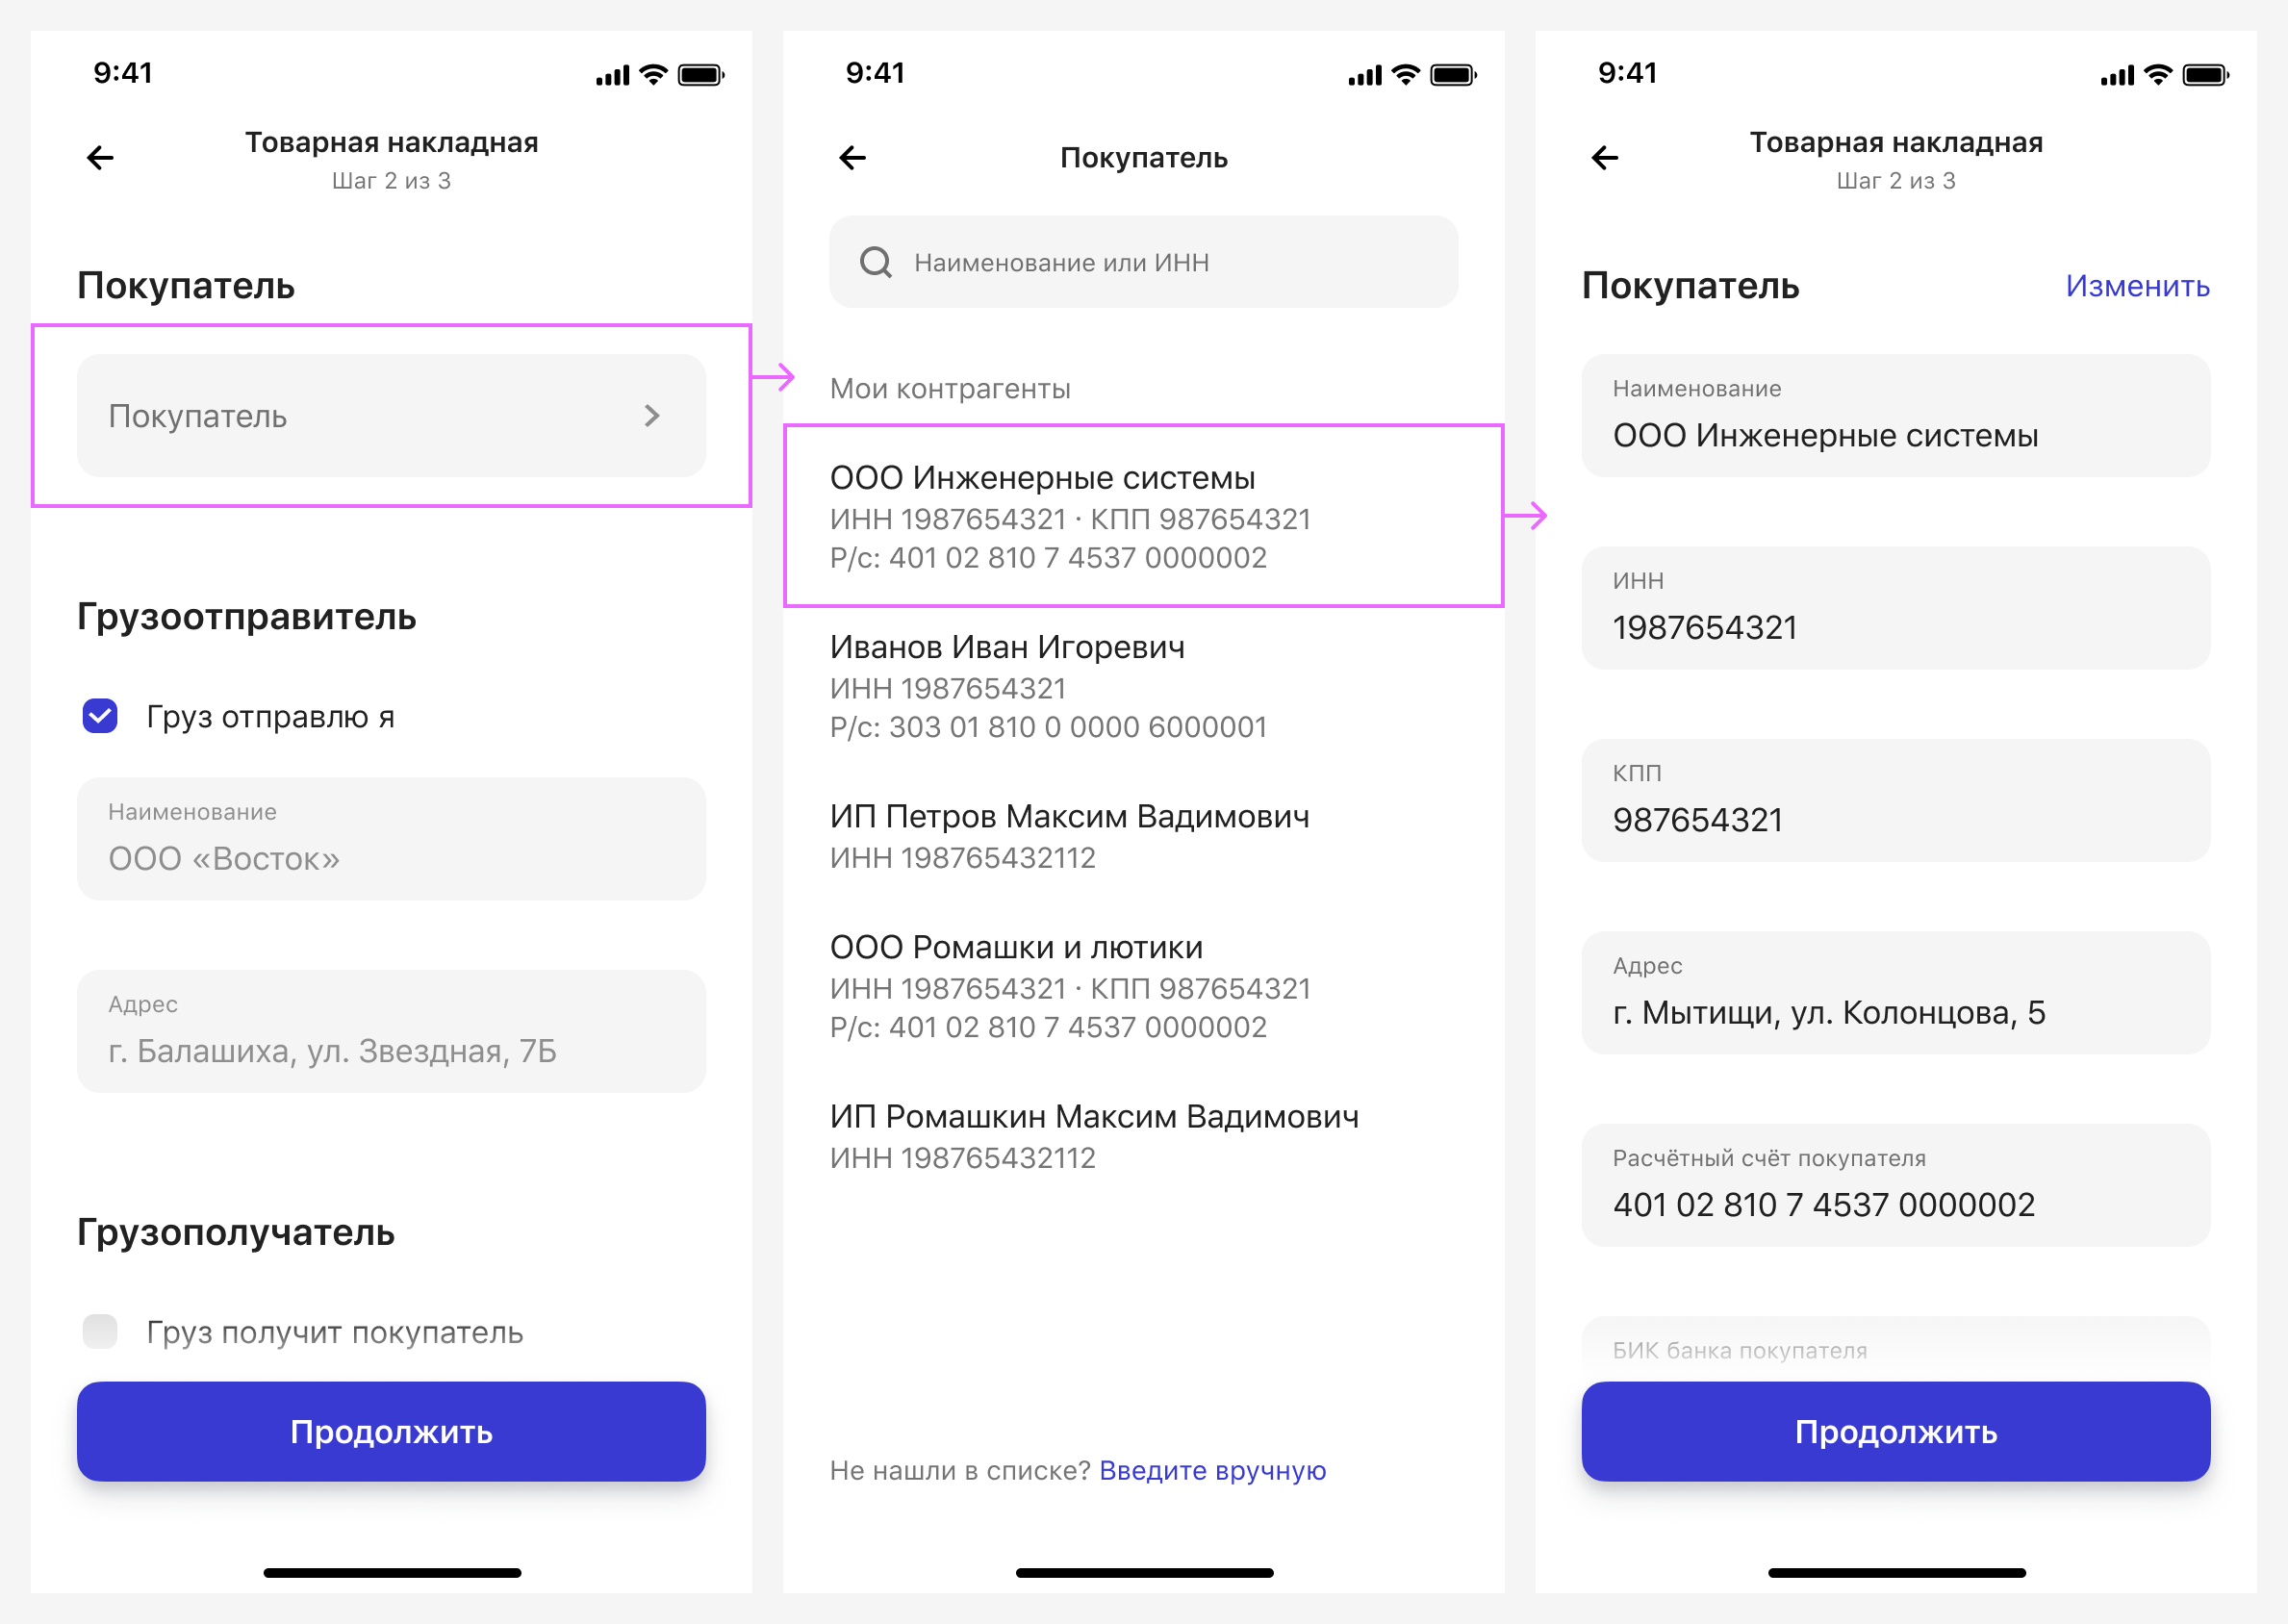 9:41
Товарная накладная
Шаг 2 из 3
Покупатель
Покупатель
Грузоотправитель
Груз отправлю я
Наименование
ООО «Восток»
Адрес
г. Балашиха, ул. Звездная, 7Б
Грузополучатель
Груз получит покупатель
Продолжить
9:41
Покупатель
Наименование или ИНН
Мои контрагенты
ООО Инженерные системы
ИНН 1987654321 · КПП 987654321
Р/с: 401 02 810 7 4537 0000002
Иванов Иван Игоревич
ИНН 1987654321
Р/с: 303 01 810 0 0000 6000001
ИП Петров Максим Вадимович
ИНН 198765432112
ООО Ромашки и лютики
ИНН 1987654321 · КПП 987654321
Р/с: 401 02 810 7 4537 0000002
ИП Ромашкин Максим Вадимович
ИНН 198765432112
Не нашли в списке? Введите вручную
9:41
Товарная накладная
Шаг 2 из 3
Покупатель
Изменить
Наименование
ООО Инженерные системы
ИНН
1987654321
КПП
987654321
Адрес
г. Мытищи, ул. Колонцова, 5
Расчётный счёт покупателя
401 02 810 7 4537 0000002
БИК банка покупателя
Продолжить